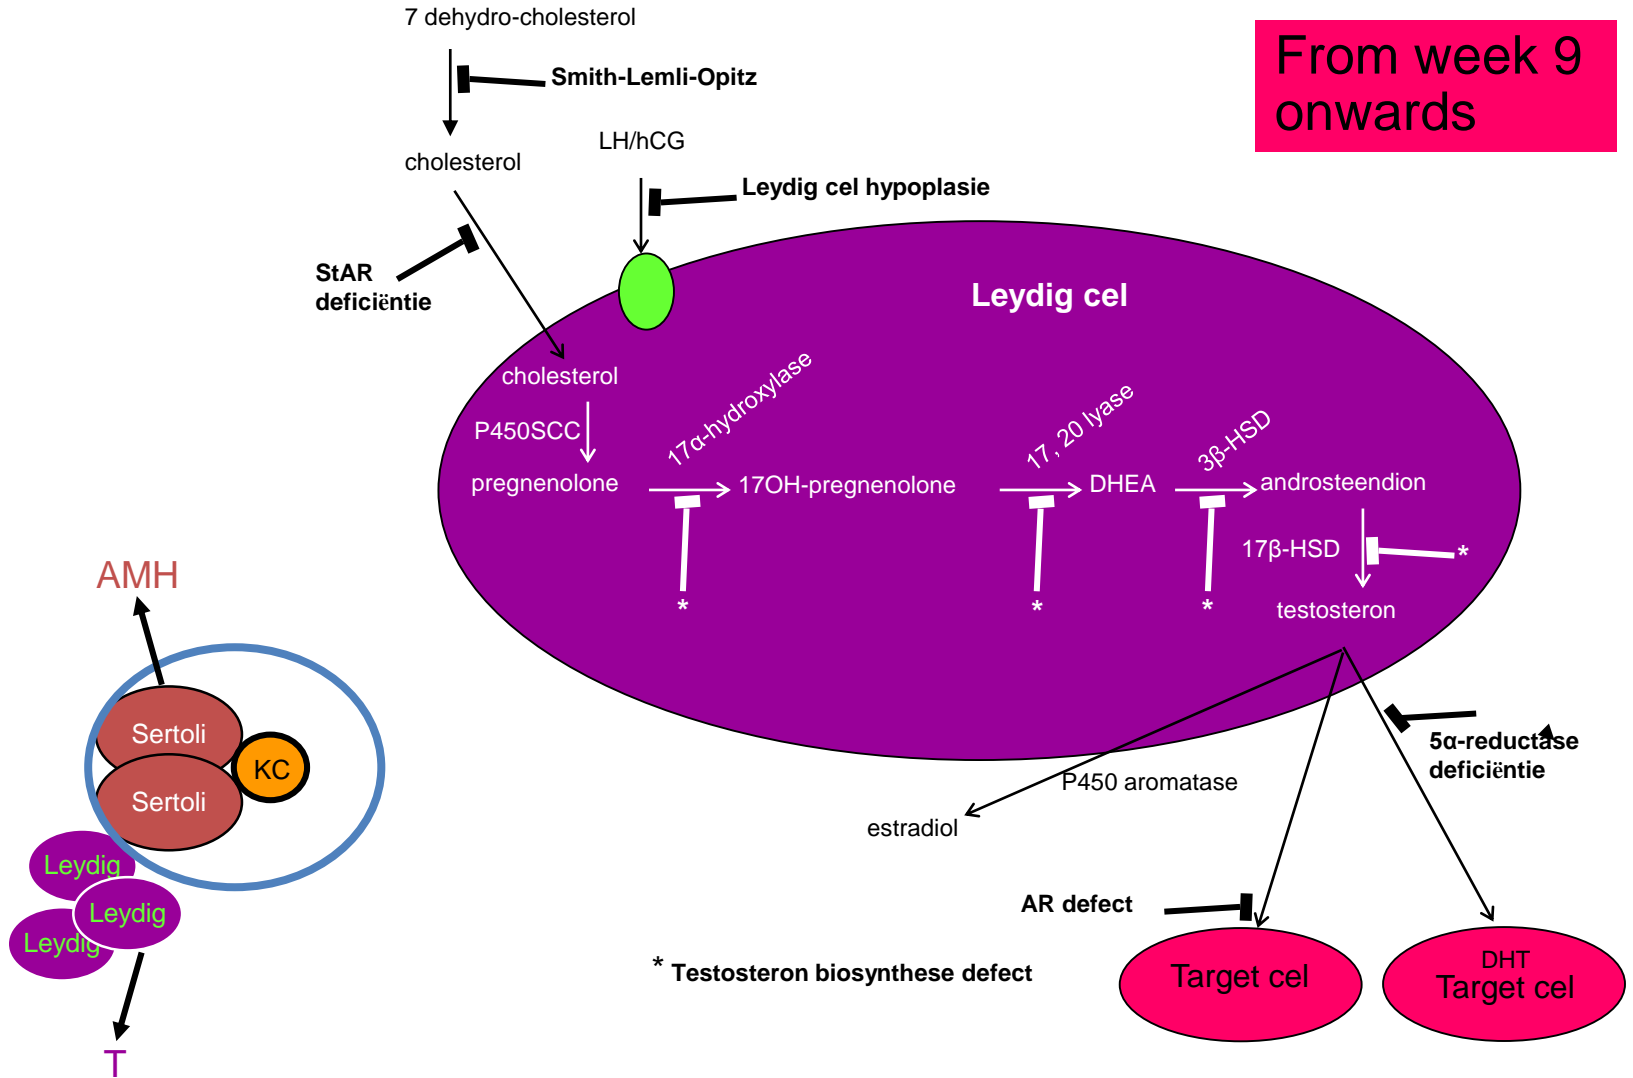 7 dehydro-cholesterol
From week 9
onwards
Smith-Lemli-Opitz
LH/hCG
cholesterol
Leydig cel hypoplasie
StAR
deficiëntie
Leydig cel
cholesterol
17α-hydroxylase
17, 20 lyase
3β-HSD
P450SCC
pregnenolone
17OH-pregnenolone
DHEA
androsteendion
17β-HSD
*
AMH
*
*
*
testosteron
Sertoli
KC
Sertoli
5α-reductase
deficiëntie
P450 aromatase
estradiol
Leydig
Leydig
Leydig
AR defect
* Testosteron biosynthese defect
Target cel
DHT
Target cel
T